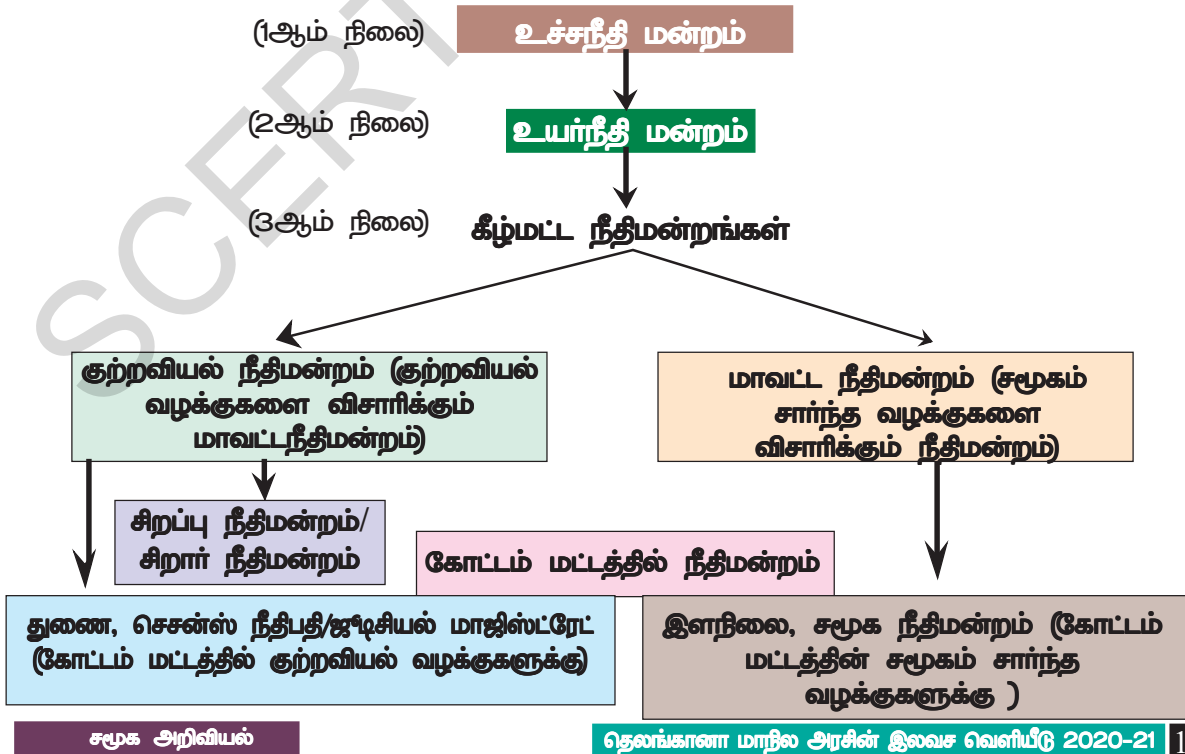 (1ஆம் நிலை) உச்சநீதி மன்றம்
(2ஆம் நிலை) உயர்நீதி மன்றம்
(3ஆம் நிலை) கீழ்மட்ட நீதிமன்றங்கள்
குற்றவியல் நீதிமன்றம் (குற்றவியல்
வழக்குகளை விசாரிக்கும்
மாவட்டநீதிமன்றம்)
மாவட்ட நீதிமன்றம் (சமூகம்
சார்ந்த வழக்குகளை
விசாரிக்கும் நீதிமன்றம்)
சிறப்பு நீதிமன்றம்/
சிறார் நீதிமன்றம்
கோட்டம் மட்டத்தில் நீதிமன்றம்
துணை, செசன்ஸ் நீதிபதி/ஜூடிசியல் மாஜிஸ்ட்ரேட்
(கோட்டம் மட்டத்தில் குற்றவியல் வழக்குகளுக்கு)
இளநிலை, சமூக நீதிமன்றம் (கோட்டம்
மட்டத்தின் சமூகம் சார்ந்த
வழக்குகளுக்கு )
சமூக அறிவியல்
தெலங்கானா மாநில அரசின் இலவச வெளியீடு 2020-21 1
SCERT